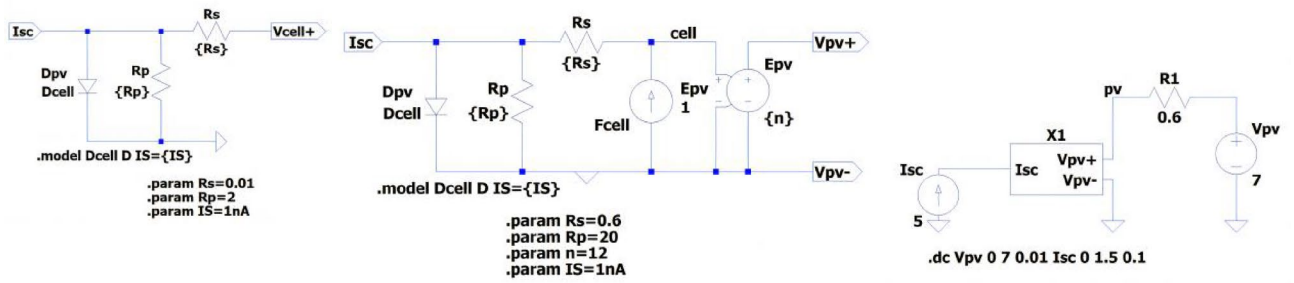 Isc
Rs
{Rs}
Vcell+
Dpv
Dcell
Rp
{Rp}
.model Dcell D IS={IS}
.param Rs=0.01
.param Rp=2
.param IS=1nA
Isc
Rs
{Rs}
cell
Vpv+
Dpv
Dcell
Rp
{Rp}
Fcell
Epv
1
+
−
+
−
Epv
{n}
Vpv-
.model Dcell D IS={IS}
.param Rs=0.6
.param Rp=20
.param n=12
.param IS=1nA
pv
R1
0.6
X1
Isc
Vpv+
Vpv-
Isc
5
Vpv
+
−
7
.dc Vpv 0 7 0.01 Isc 0 1.5 0.1